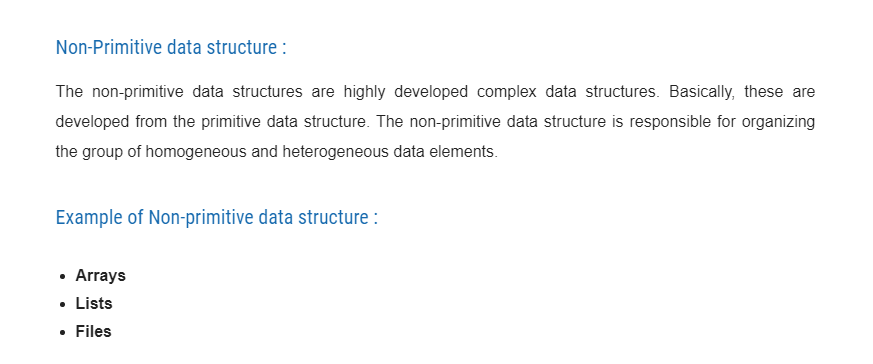 Non-Primitive data structure :
The non-primitive data structures are highly developed complex data structures. Basically, these are
developed from the primitive data structure. The non-primitive data structure is responsible for organizing
the group of homogeneous and heterogeneous data elements.
Example of Non-primitive data structure :
• Arrays
• Lists
• Files